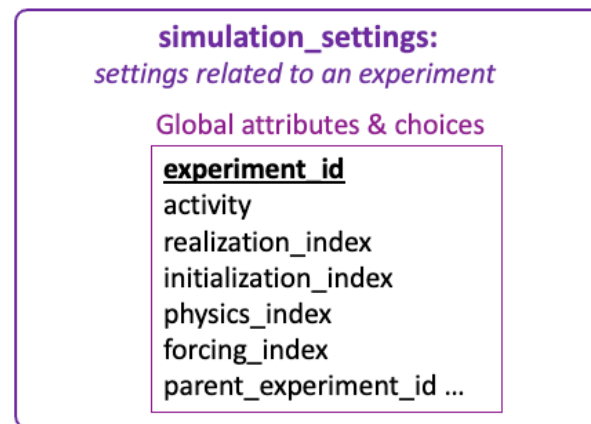 simulation_settings:
settings related to an experiment
Global attributes & choices
experiment_id
activity
realization_index
initialization_index
physics_index
forcing_index
parent_experiment_id ...